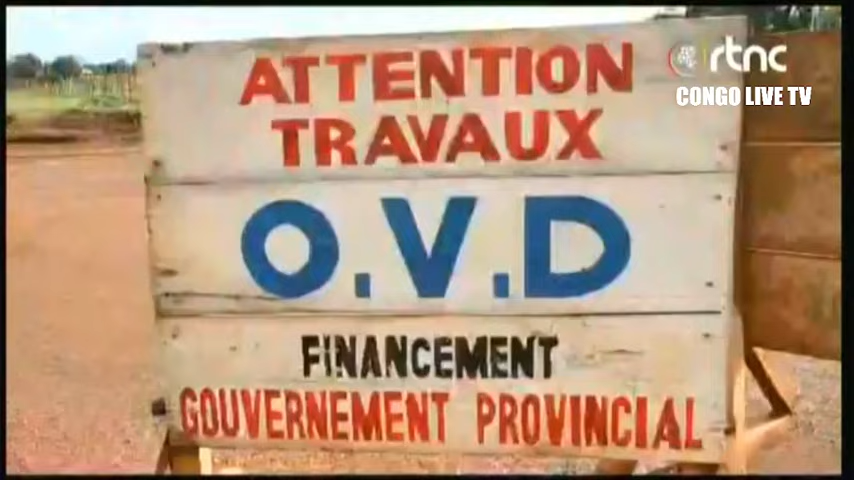 rtnc
CONGO LIVE TV
ATTENTION
TRAVAUX
O.V.D
FINANCEMENT
GOUVERNEMENT PROVINCIAL